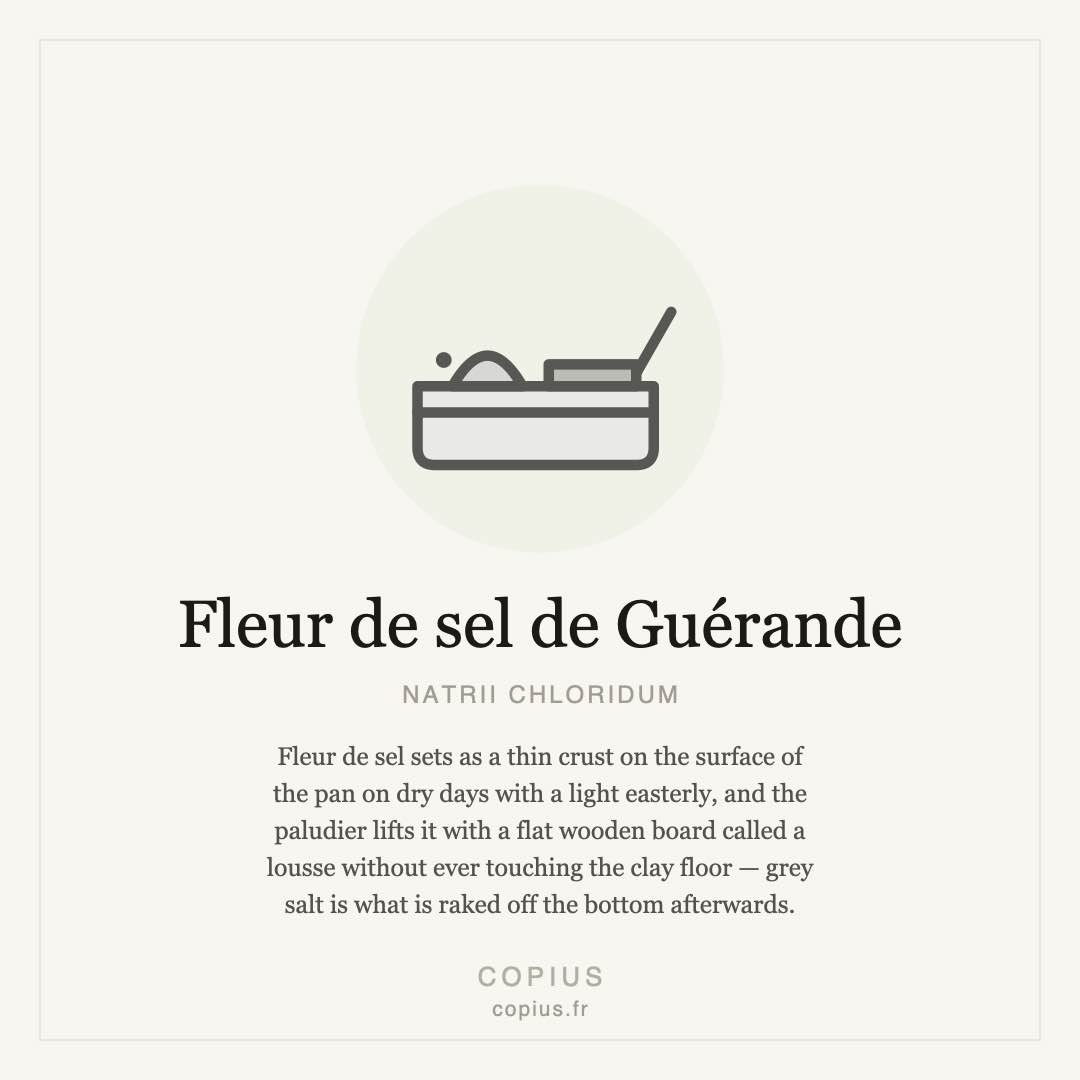 Fleur de sel de Guérande
NATRII CHLORIDUM
Fleur de sel sets as a thin crust on the surface of
the pan on dry days with a light easterly, and the
paludier lifts it with a flat wooden board called a
lousse without ever touching the clay floor — grey
salt is what is raked off the bottom afterwards.
COPIUS
copius.fr